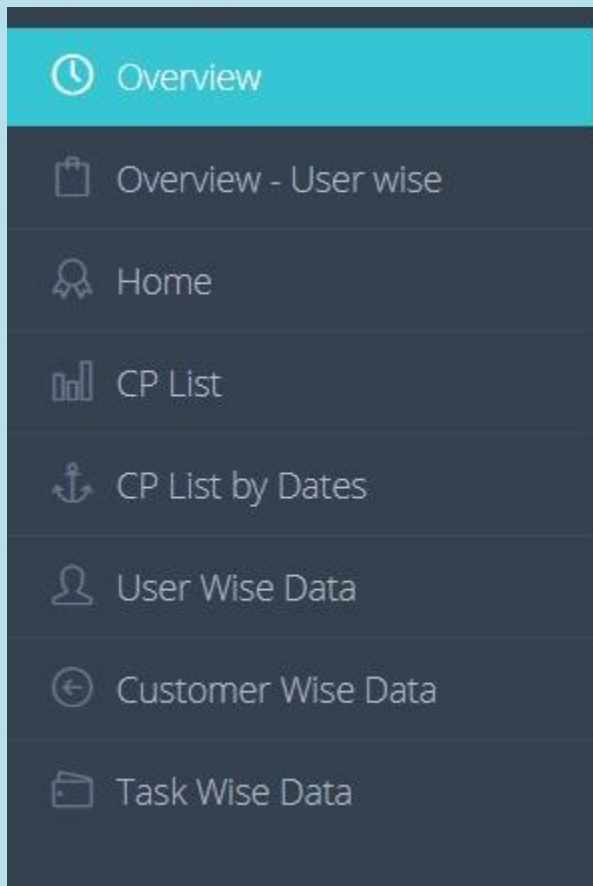 Overview
Overview - User wise
Home
CP List
CP List by Dates
User Wise Data
Customer Wise Data
Task Wise Data